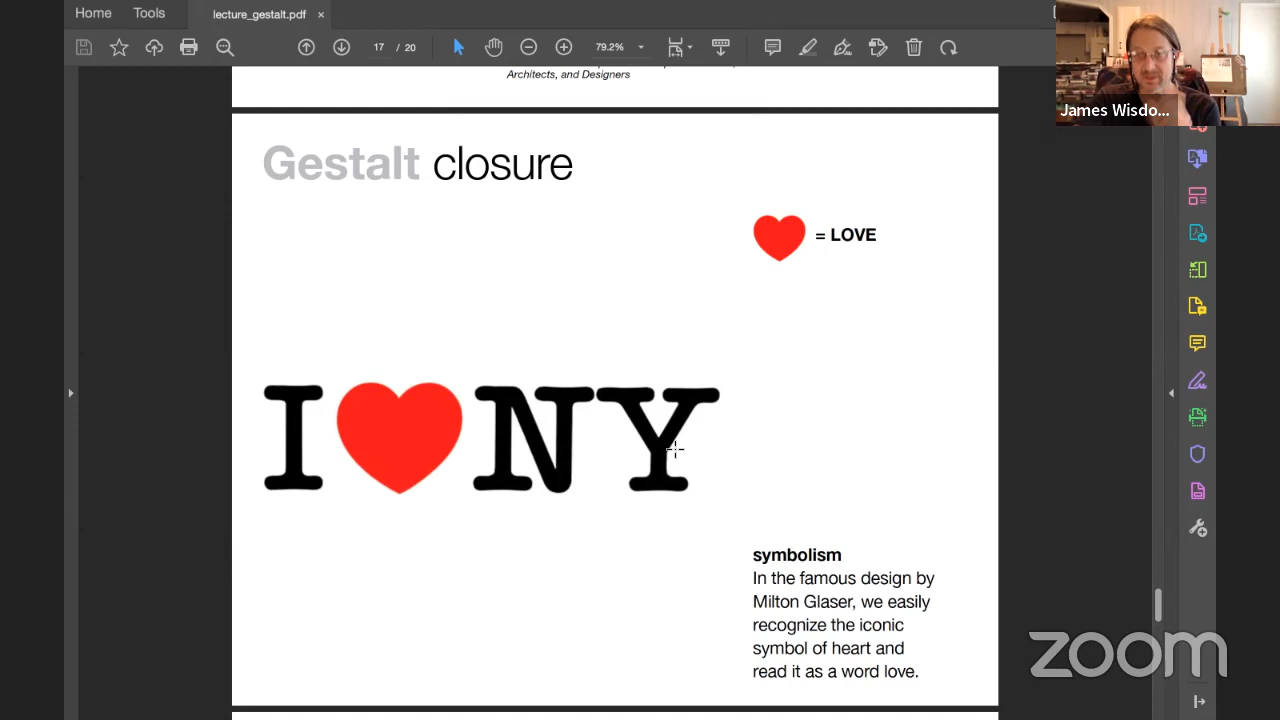 Home Tools lecture_gestalt.pdf ×
17 / 20 79.2%
James Wisdo...
Architects, and Designers
Gestalt closure
= LOVE
I NY
symbolism
In the famous design by
Milton Glaser, we easily
recognize the iconic
symbol of heart and
read it as a word love.
zoom